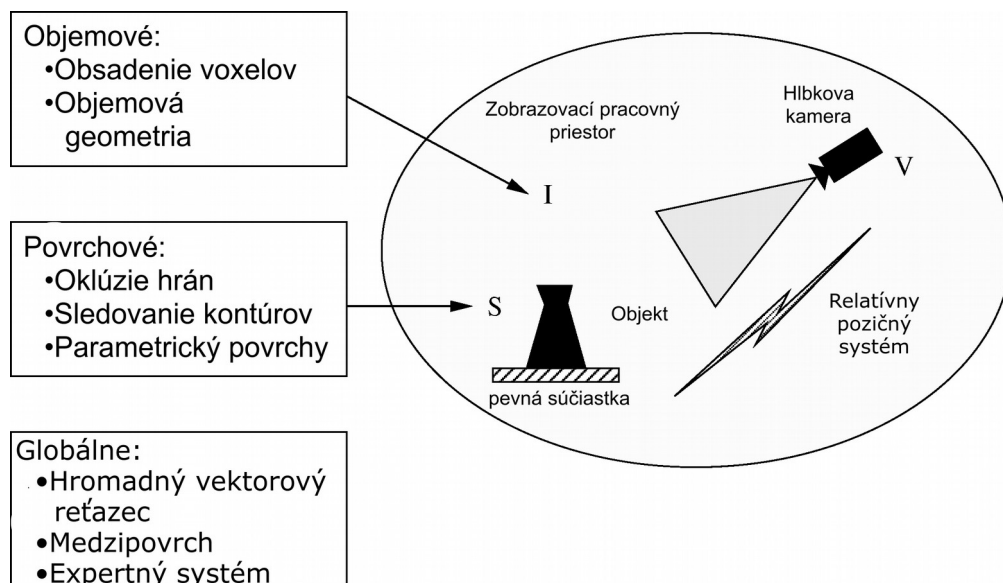 Objemové:
•Obsadenie voxelov
•Objemová
geometria
Povrchové:
•Oklúzie hrán
•Sledovanie kontúrov
•Parametrický povrchy
Globálne:
•Hromadný vektorový
reťazec
•Medzipovrch
•Expertný systém
Zobrazovací pracovný
priestor
Hlbkova
kamera
V
I
S
Objekt
Relatívny
pozičný
systém
pevná súčiastka